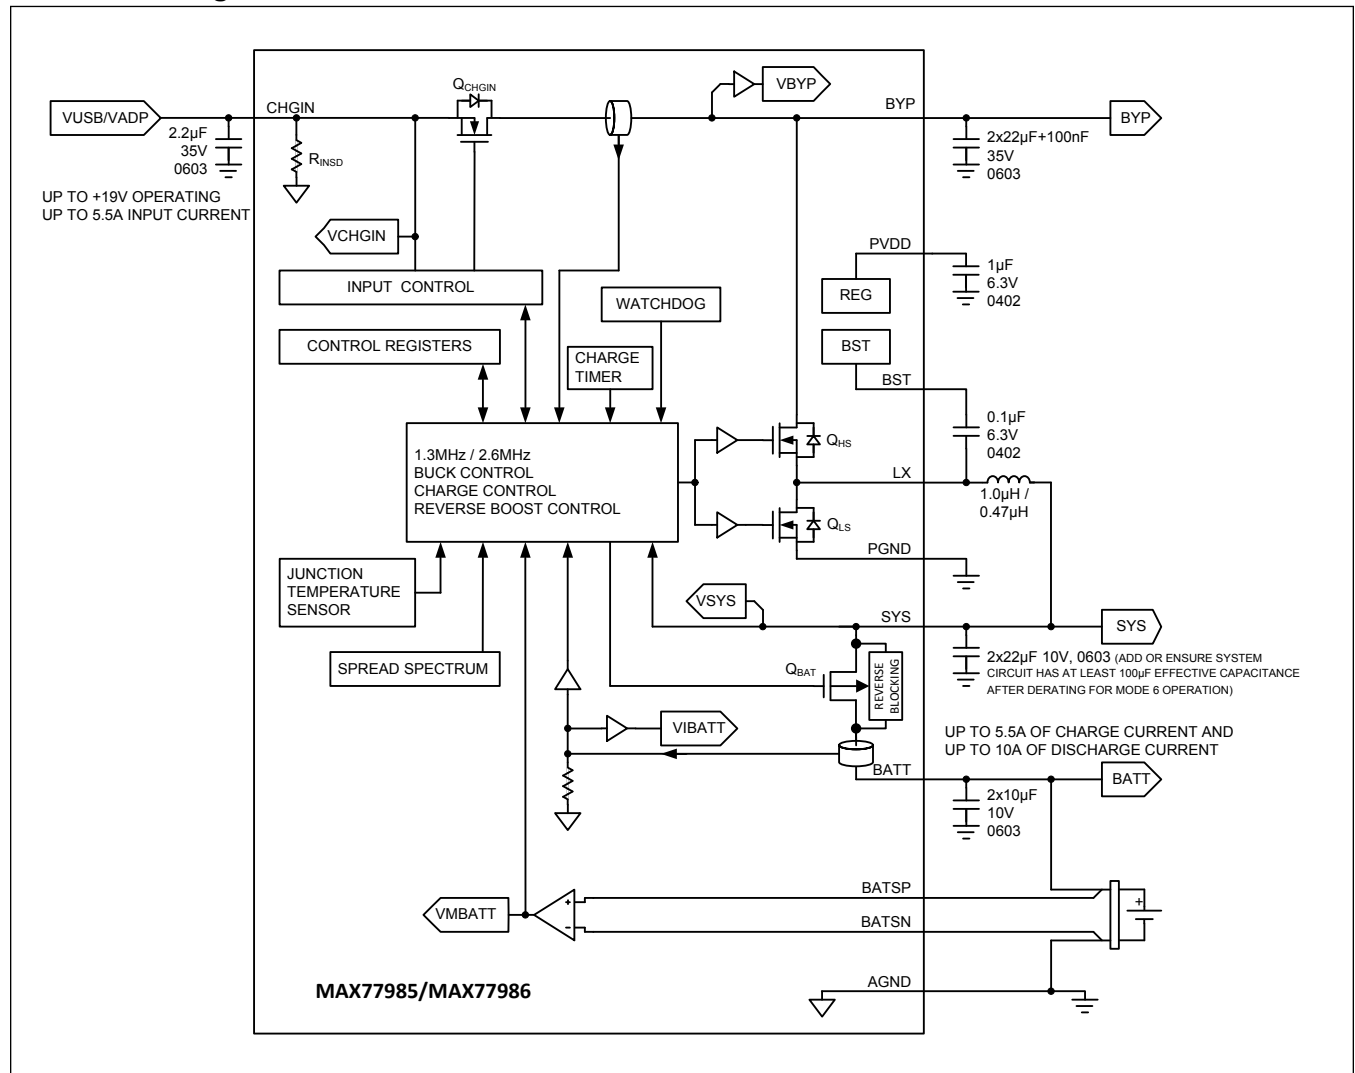 VBYP
Q_CHGIN
CHGIN
BYP
VUSB/VADP
BYP
2.2µF
35V
0603
R_INSD
2x22µF+100nF
35V
0603
UP TO +19V OPERATING
UP TO 5.5A INPUT CURRENT
VCHGIN
PVDD
1µF
6.3V
0402
INPUT CONTROL
REG
WATCHDOG
CONTROL REGISTERS
CHARGE
TIMER
BST
BST
0.1µF
6.3V
0402
Q_HS
1.3MHz / 2.6MHz
BUCK CONTROL
CHARGE CONTROL
REVERSE BOOST CONTROL
LX
1.0µH /
0.47µH
Q_LS
PGND
JUNCTION
TEMPERATURE
SENSOR
VSYS
SYS
SYS
SPREAD SPECTRUM
Q_BAT
REVERSE
BLOCKING
2x22µF 10V, 0603 (ADD OR ENSURE SYSTEM
CIRCUIT HAS AT LEAST 100µF EFFECTIVE CAPACITANCE
AFTER DERATING FOR MODE 6 OPERATION)
VIBATT
UP TO 5.5A OF CHARGE CURRENT AND
UP TO 10A OF DISCHARGE CURRENT
BATT
BATT
2x10µF
10V
0603
BATSP
VMBATT
+
-
BATSN
+
AGND
MAX77985/MAX77986